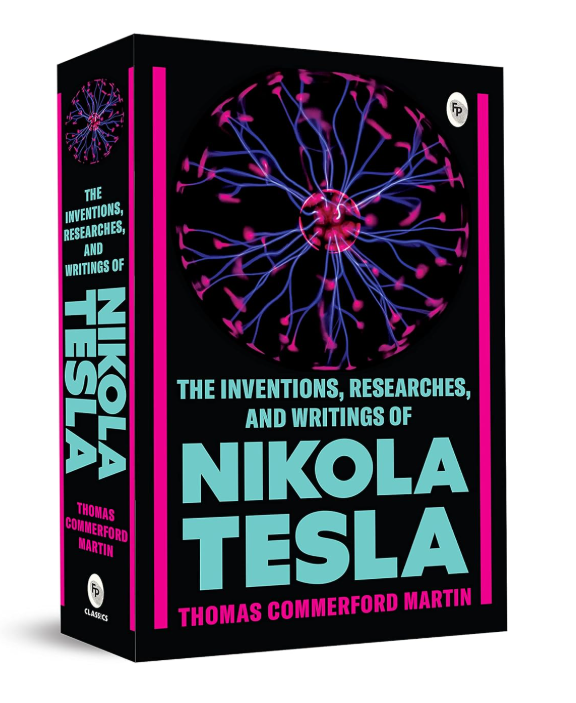 THE
INVENTIONS,
RESEARCHES,
AND
WRITINGS OF
NIKOLA
TESLA
THOMAS
COMMERFORD
MARTIN
FP
CLASSICS
FP
THE INVENTIONS, RESEARCHES,
AND WRITINGS OF
NIKOLA
TESLA
THOMAS COMMERFORD MARTIN